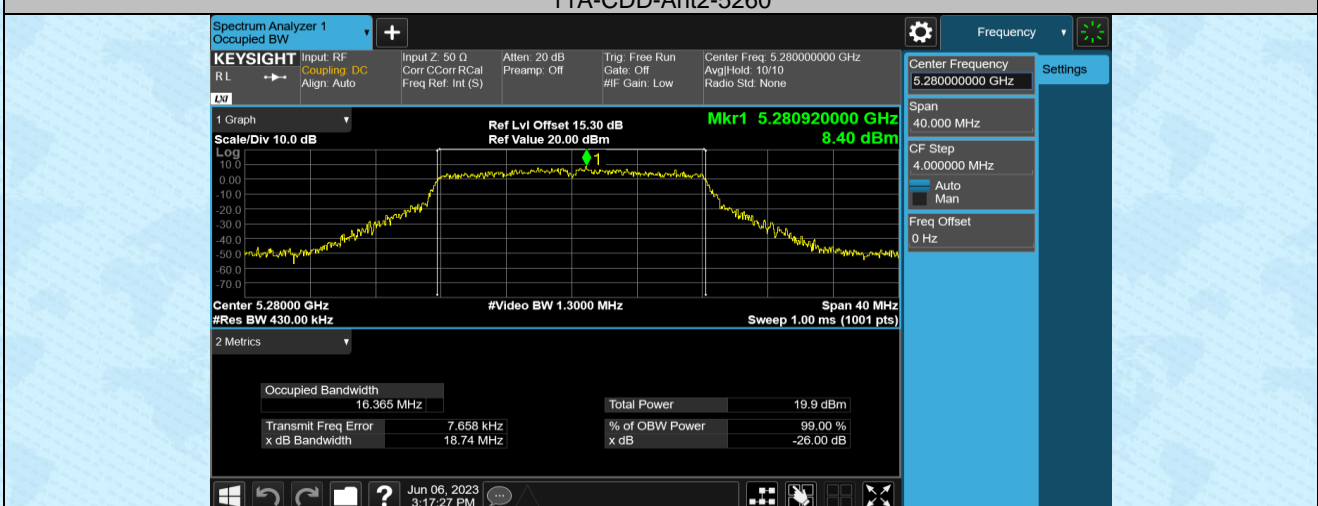 11A-CDD-Ant2-5260
Spectrum Analyzer 1
Occupied BW
Frequency
KEYSIGHT
R L
LXI
Input: RF
Coupling: DC
Align: Auto
Input Z: 50 Ω
Corr CCorr RCal
Freq Ref: Int (S)
Atten: 20 dB
Preamp: Off
Trig: Free Run
Gate: Off
#IF Gain: Low
Center Freq: 5.280000000 GHz
Avg|Hold: 10/10
Radio Std: None
Center Frequency
5.280000000 GHz
Settings
Span
40.000 MHz
CF Step
4.000000 MHz
Auto
Man
Freq Offset
0 Hz
1 Graph
Scale/Div 10.0 dB
Ref Lvl Offset 15.30 dB
Ref Value 20.00 dBm
Mkr1 5.280920000 GHz
8.40 dBm
Log
10.0
0.00
-10.0
-20.0
-30.0
-40.0
-50.0
-60.0
-70.0
1
Center 5.28000 GHz
#Res BW 430.00 kHz
#Video BW 1.3000 MHz
Span 40 MHz
Sweep 1.00 ms (1001 pts)
2 Metrics
Occupied Bandwidth
16.365 MHz
Total Power 19.9 dBm
Transmit Freq Error 7.658 kHz
% of OBW Power 99.00 %
x dB Bandwidth 18.74 MHz
x dB -26.00 dB
?
Jun 06, 2023
3:17:27 PM